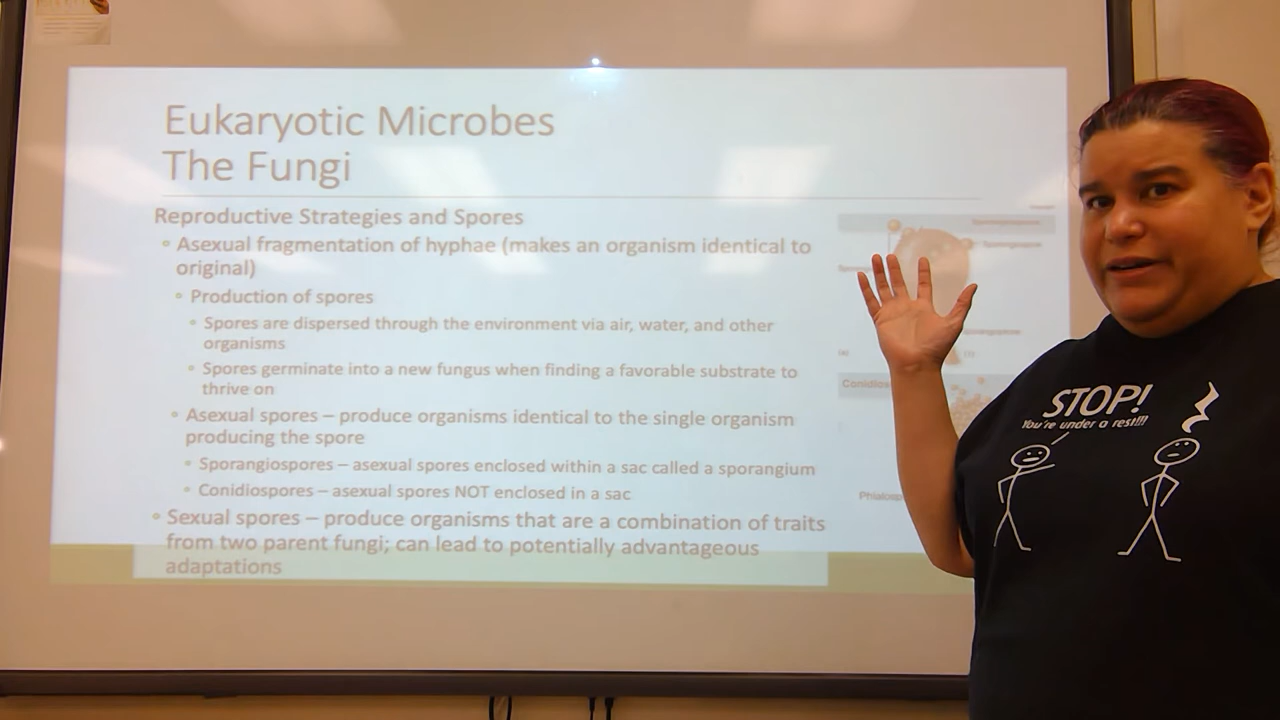 Eukaryotic Microbes
The Fungi
Reproductive Strategies and Spores
Asexual fragmentation of hyphae (makes an organism identical to
original)
Production of spores
Spores are dispersed through the environment via air, water, and other
organisms
Spores germinate into a new fungus when finding a favorable substrate to
thrive on
Asexual spores – produce organisms identical to the single organism
producing the spore
Sporangiospores – asexual spores enclosed within a sac called a sporangium
Conidiospores – asexual spores NOT enclosed in a sac
Sexual spores – produce organisms that are a combination of traits
from two parent fungi; can lead to potentially advantageous
adaptations
STOP!
You're under a rest!!!